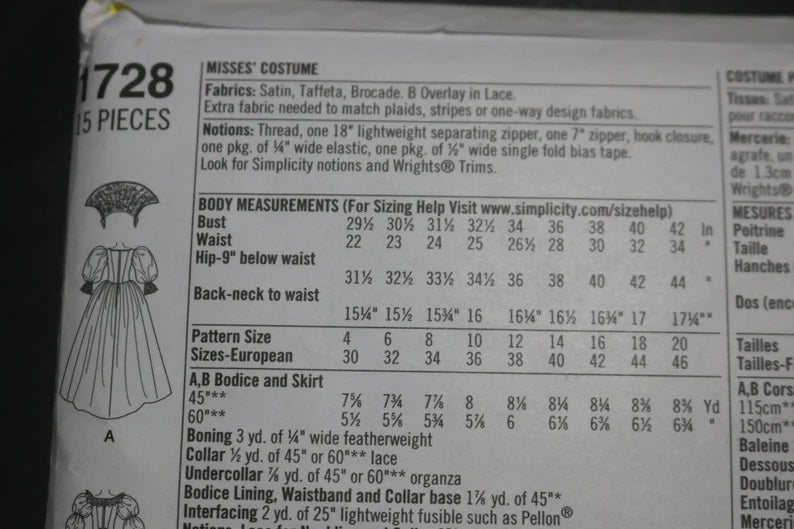 1728
15 PIECES
MISSES' COSTUME
Fabrics: Satin, Taffeta, Brocade. B Overlay in Lace.
Extra fabric needed to match plaids, stripes or one-way design fabrics.
Notions: Thread, one 18" lightweight separating zipper, one 7" zipper, hook closure,
one pkg. of ¼" wide elastic, one pkg. of ½" wide single fold bias tape.
Look for Simplicity notions and Wrights® Trims.
BODY MEASUREMENTS (For Sizing Help Visit www.simplicity.com/sizehelp)
Bust 29½ 30½ 31½ 32½ 34 36 38 40 42 In
Waist 22 23 24 25 26½ 28 30 32 34 "
Hip-9" below waist
31½ 32½ 33½ 34½ 36 38 40 42 44 "
Back-neck to waist
15¼" 15½ 15¾" 16 16¼" 16½ 16¾" 17 17¼""
Pattern Size 4 6 8 10 12 14 16 18 20
Sizes-European 30 32 34 36 38 40 42 44 46
A,B Bodice and Skirt
45"** 7⅝ 7¾ 7⅞ 8 8⅛ 8¼ 8¼ 8⅜ 8¾ Yd
60"** 5½ 5⅝ 5¾ 5⅞ 6 6⅛ 6⅜ 6½ 6¾ "
Boning 3 yd. of ¼" wide featherweight
Collar ½ yd. of 45" or 60"** lace
Undercollar ⅞ yd. of 45" or 60"** organza
Bodice Lining, Waistband and Collar base 1⅞ yd. of 45"*
Interfacing 2 yd. of 25" lightweight fusible such as Pellon®
A
COSTUME P
Tissus: Sat
pour racco
Mercerie:
agrafe, un
de 1.3cm
Wrights®
MESURES
Poitrine
Taille
Hanches
Dos (enc
Tailles
Tailles-F
A,B Cors
115cm**
150cm**
Baleine
Dessous
Doublur
Entoilag
Merceri